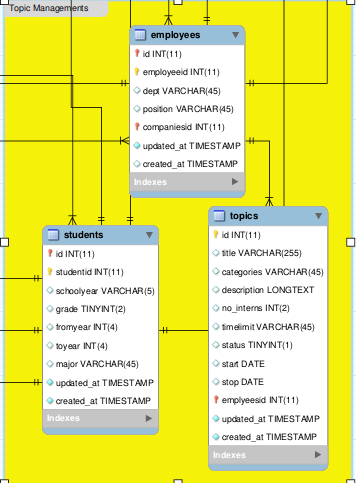 Topic Managements
employees
id INT(11)
employeeid INT(11)
dept VARCHAR(45)
position VARCHAR(45)
companiesid INT(11)
updated_at TIMESTAMP
created_at TIMESTAMP
Indexes
students
id INT(11)
studentid INT(11)
schoolyear VARCHAR(5)
grade TINYINT(2)
fromyear INT(4)
toyear INT(4)
major VARCHAR(45)
updated_at TIMESTAMP
created_at TIMESTAMP
Indexes
topics
id INT(11)
title VARCHAR(255)
categories VARCHAR(45)
description LONGTEXT
no_interns INT(2)
timelimit VARCHAR(45)
status TINYINT(1)
start DATE
stop DATE
emplyeesid INT(11)
updated_at TIMESTAMP
created_at TIMESTAMP
Indexes